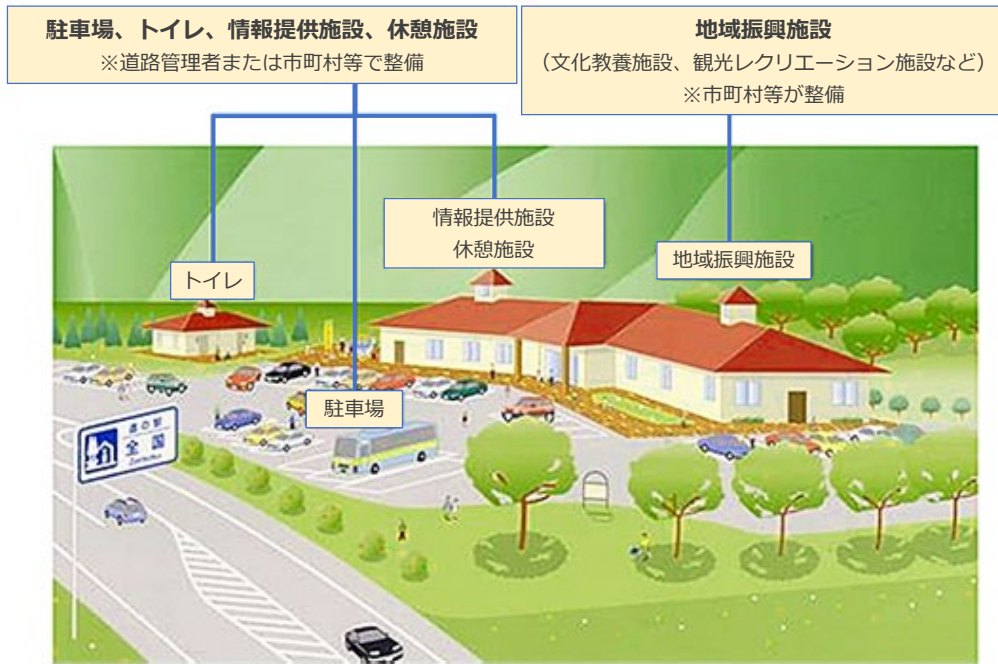 駐車場、トイレ、情報提供施設、休憩施設
※道路管理者または市町村等で整備
地域振興施設
（文化教養施設、観光レクリエーション施設など）
※市町村等が整備
情報提供施設
休憩施設
トイレ
地域振興施設
駐車場
道の駅
全国